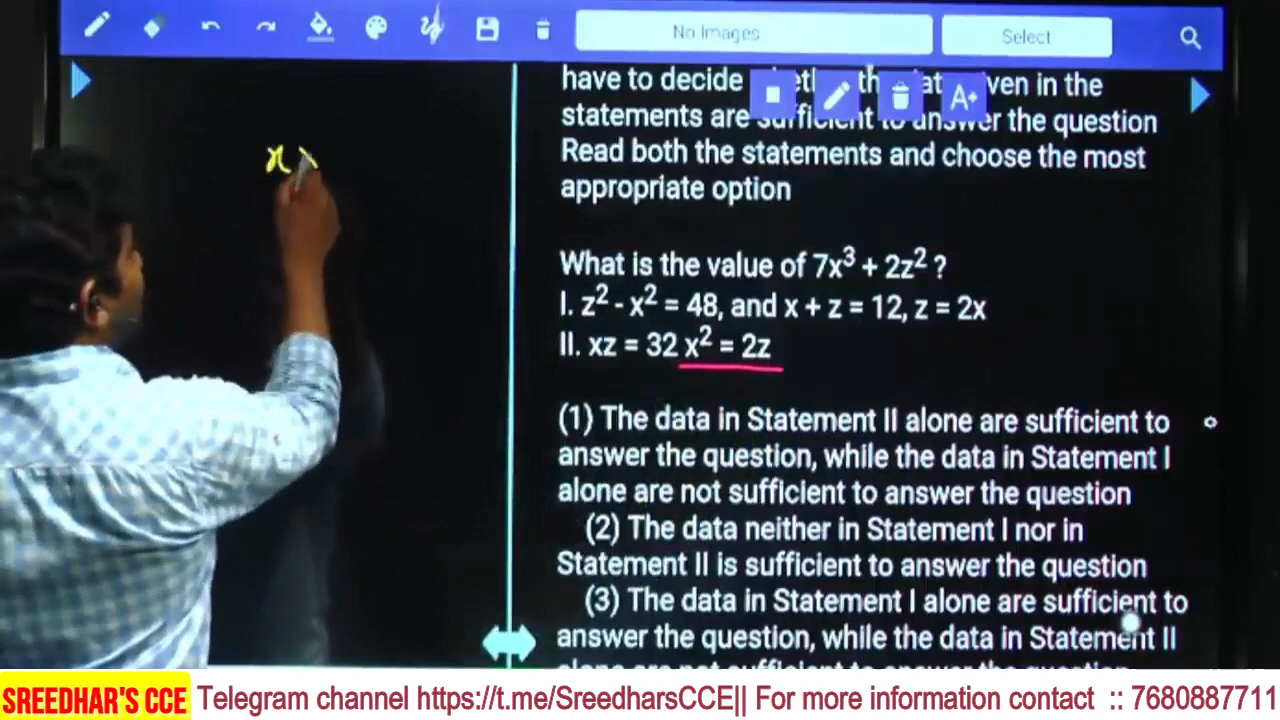 No Images
Select
have to decide ven in the
A+
statements are sufficient to answer the question
Read both the statements and choose the most
appropriate option
x
What is the value of 7x³ + 2z² ?
I. z² - x² = 48, and x + z = 12, z = 2x
II. xz = 32 x² = 2z
(1) The data in Statement II alone are sufficient to
answer the question, while the data in Statement I
alone are not sufficient to answer the question
(2) The data neither in Statement I nor in
Statement II is sufficient to answer the question
(3) The data in Statement I alone are sufficient to
answer the question, while the data in Statement II
SREEDHAR'S CCE Telegram channel https://t.me/SreedharsCCE|| For more information contact :: 7680887711